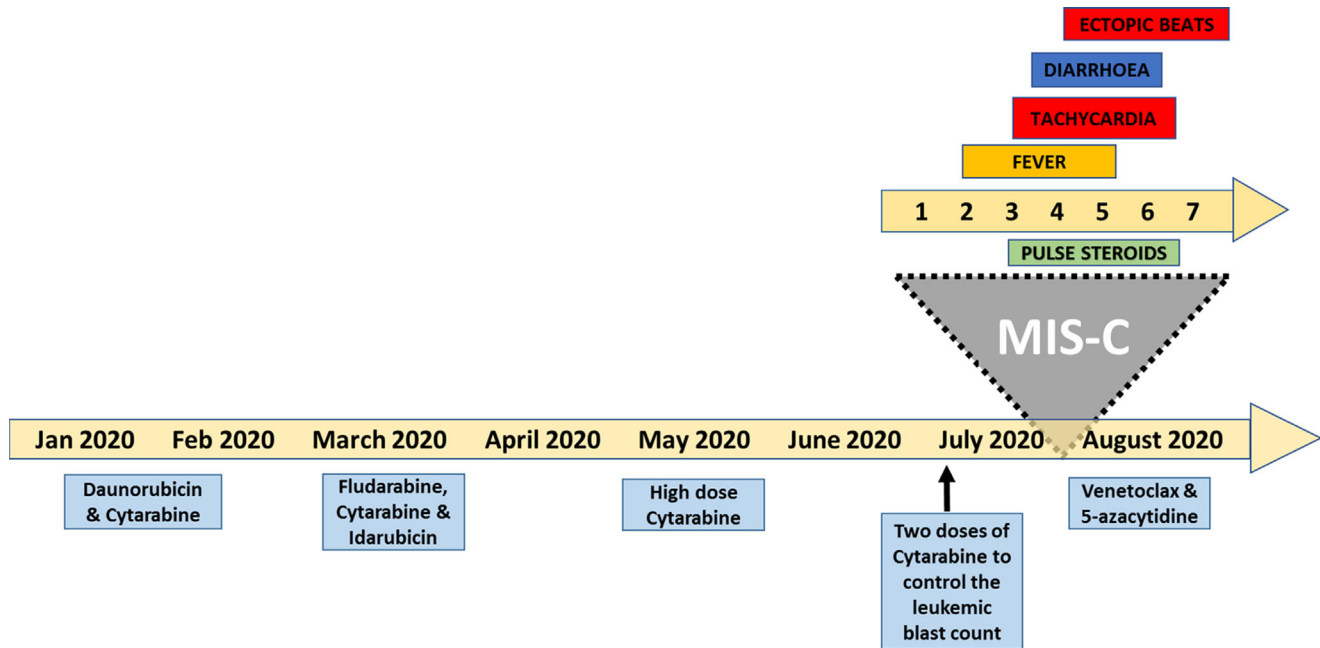 ECTOPIC BEATS
DIARRHOEA
TACHYCARDIA
FEVER
1 2 3 4 5 6 7
PULSE STEROIDS
MIS-C
Jan 2020 Feb 2020 March 2020 April 2020 May 2020 June 2020 July 2020 August 2020
Daunorubicin
& Cytarabine
Fludarabine,
Cytarabine &
Idarubicin
High dose
Cytarabine
Two doses of
Cytarabine to
control the
leukemic
blast count
Venetoclax &
5-azacytidine